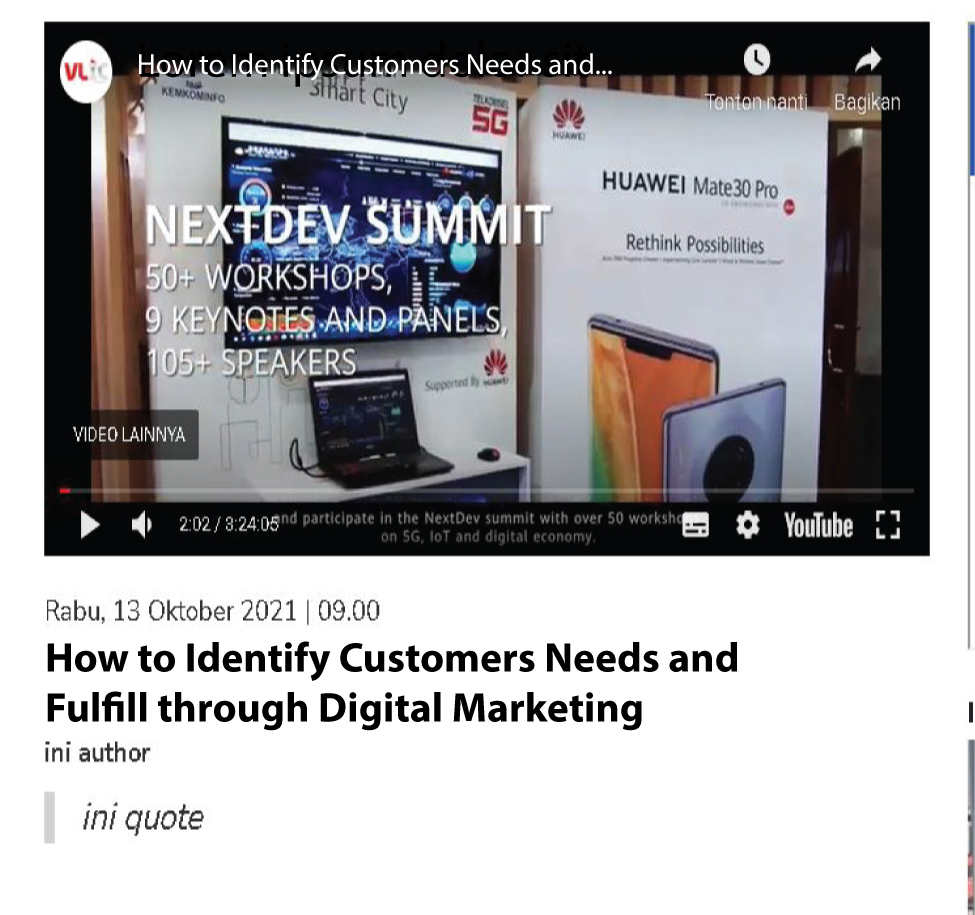 VLIC
How to Identify Customers Needs and...
Tonton nanti
Bagikan
KEMKOMINFO
Smart City
TELKOMSEL
5G
HUAWEI
HUAWEI Mate30 Pro
Rethink Possibilities
NEXTDEV SUMMIT
50+ WORKSHOPS,
9 KEYNOTES AND PANELS,
105+ SPEAKERS
Supported By HUAWEI
VIDEO LAINNYA
2:02 / 3:24:05
and participate in the NextDev summit with over 50 worksho
on 5G, IoT and digital economy.
YouTube
Rabu, 13 Oktober 2021 | 09.00
How to Identify Customers Needs and
Fulfill through Digital Marketing
ini author
ini quote